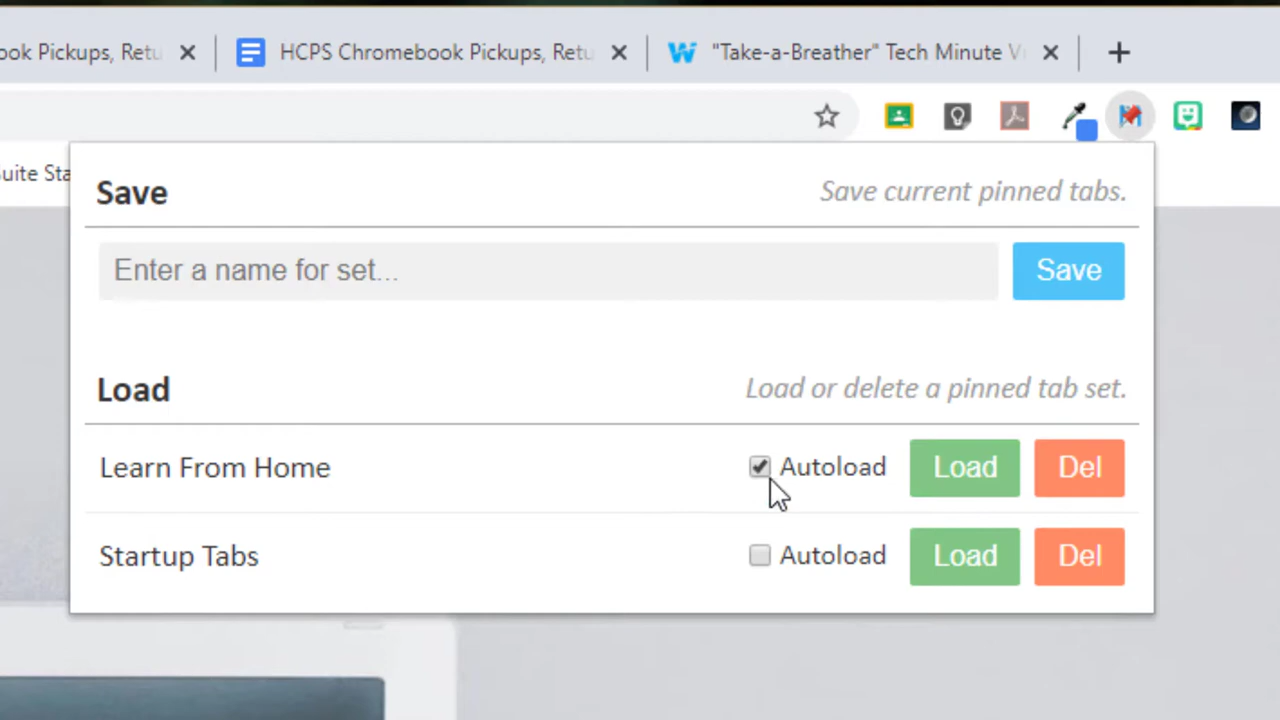 ook Pickups, Retu
HCPS Chromebook Pickups, Retu
"Take-a-Breather" Tech Minute V
uite Sta
Save
Save current pinned tabs.
Enter a name for set...
Save
Load
Load or delete a pinned tab set.
Learn From Home
Autoload
Load
Del
Startup Tabs
Autoload
Load
Del